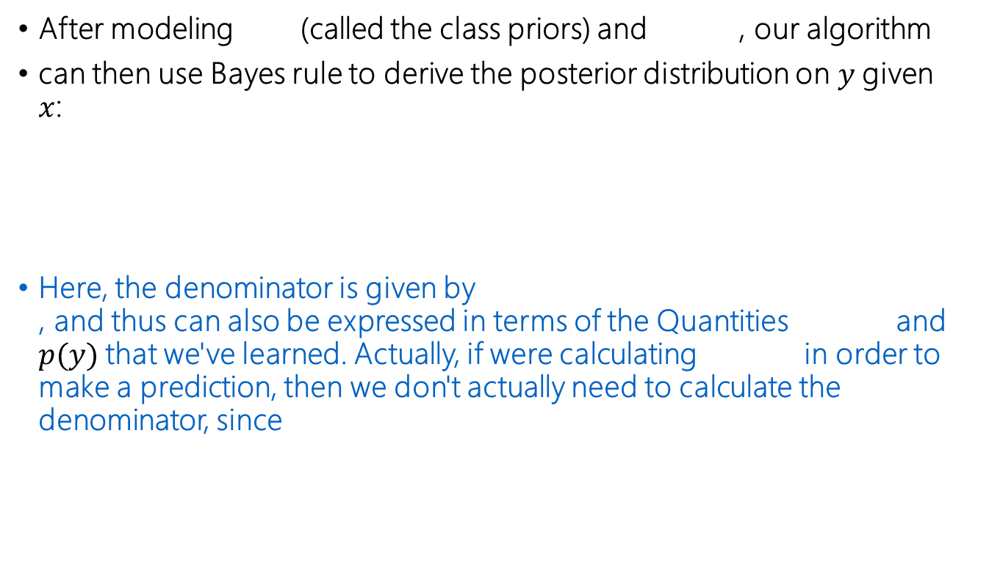 • After modeling (called the class priors) and , our algorithm
• can then use Bayes rule to derive the posterior distribution on 𝑦 given
𝑥:
• Here, the denominator is given by
, and thus can also be expressed in terms of the Quantities and
𝑝(𝑦) that we've learned. Actually, if were calculating in order to
make a prediction, then we don't actually need to calculate the
denominator, since